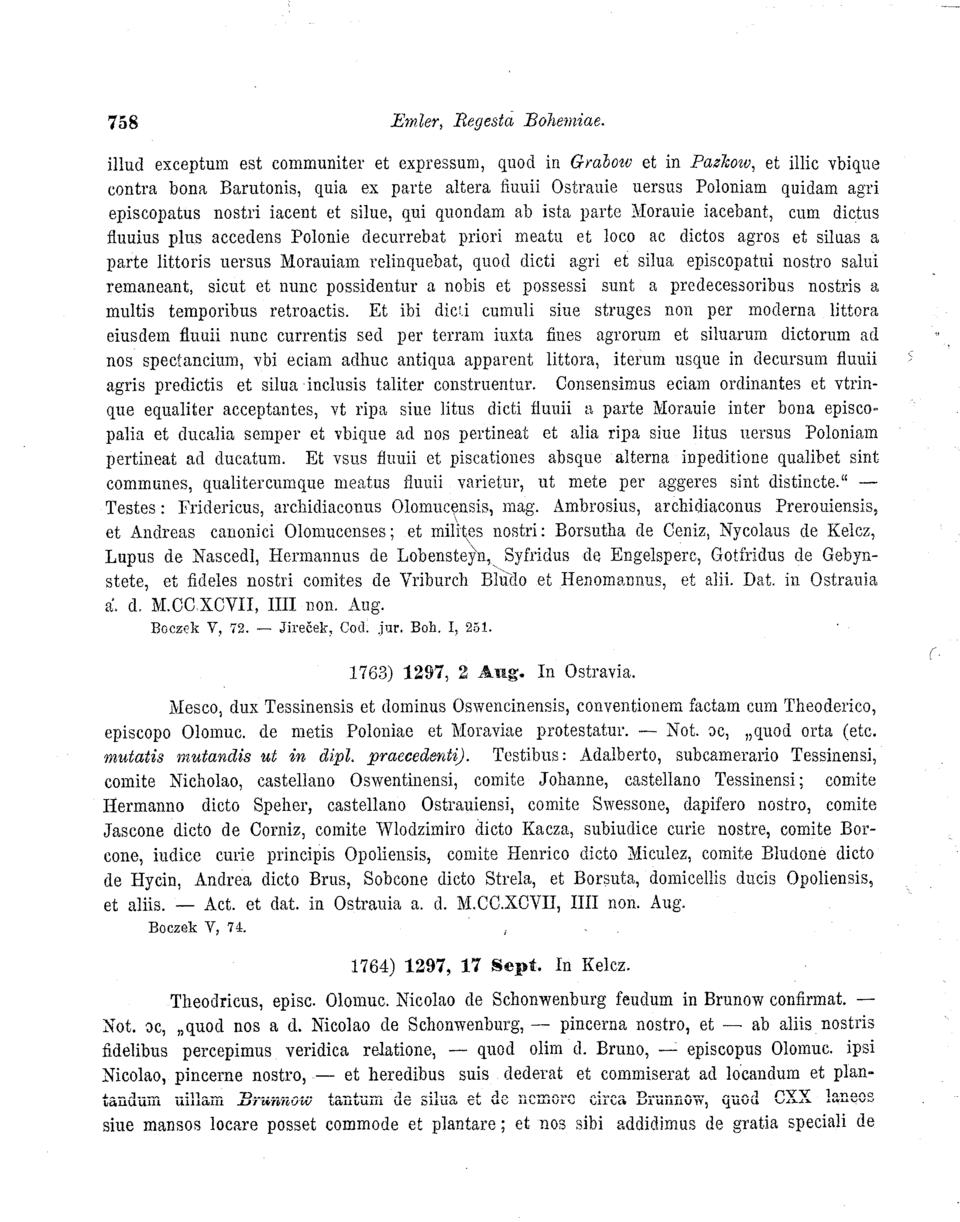 758 Emler, Regesta Bohemiae.
illud exceptum est communiter et expressum, quod in Grabow et in Pazkow, et illic vbique
contra bona Barutonis, quia ex parte altera fluuii Ostrauie uersus Poloniam quidam agri
episcopatus nostri iacent et silue, qui quondam ab ista parte Morauie iacebant, cum dictus
fluuius plus accedens Polonie decurrebat priori meatu et loco ac dictos agros et siluas a
parte littoris uersus Morauiam relinquebat, quod dicti agri et silua episcopatui nostro salui
remaneant, sicut et nunc possidentur a nobis et possessi sunt a predecessoribus nostris a
multis temporibus retroactis. Et ibi dicti cumuli siue struges non per moderna littora
eiusdem fluuii nunc currentis sed per terram iuxta fines agrorum et siluarum dictorum ad
nos spectancium, vbi eciam adhuc antiqua apparent littora, iterum usque in decursum fluuii
agris predictis et silua inclusis taliter construentur. Consensimus eciam ordinantes et vtrin-
que equaliter acceptantes, vt ripa siue litus dicti fluuii a parte Morauie inter bona episco-
palia et ducalia semper et vbique ad nos pertineat et alia ripa siue litus uersus Poloniam
pertineat ad ducatum. Et vsus fluuii et piscationes absque alterna inpeditione qualibet sint
communes, qualitercumque meatus fluuii varietur, ut mete per aggeres sint distincte.“ —
Testes: Fridericus, archidiaconus Olomucensis, mag. Ambrosius, archidiaconus Prerouiensis,
et Andreas canonici Olomucenses; et milites nostri: Borsutha de Ceniz, Nycolaus de Kelcz,
Lupus de Nascedl, Hermannus de Lobensteyn, Syfridus de Engelsperc, Gotfridus de Gebyn-
stete, et fideles nostri comites de Vriburch Bludo et Henomannus, et alii. Dat. in Ostrauia
a. d. M.CC.XCVII, IIII non. Aug.
Boczek V, 72. — Jireček, Cod. jur. Boh. I, 251.
1763) 1297, 2 Aug. In Ostravia.
Mesco, dux Tessinensis et dominus Oswencinensis, conventionem factam cum Theoderico,
episcopo Olomuc. de metis Poloniae et Moraviae protestatur. — Not. ɔc, „quod orta (etc.
mutatis mutandis ut in dipl. praecedenti). Testibus: Adalberto, subcamerario Tessinensi,
comite Nicholao, castellano Oswentinensi, comite Johanne, castellano Tessinensi; comite
Hermanno dicto Speher, castellano Ostrauiensi, comite Swessone, dapifero nostro, comite
Jascone dicto de Corniz, comite Wlodzimiro dicto Kacza, subiudice curie nostre, comite Bor-
cone, iudice curie principis Opoliensis, comite Henrico dicto Miculez, comite Bludone dicto
de Hycin, Andrea dicto Brus, Sobcone dicto Strela, et Borsuta, domicellis ducis Opoliensis,
et aliis. — Act. et dat. in Ostrauia a. d. M.CC.XCVII, IIII non. Aug.
Boczek V, 74.
1764) 1297, 17 Sept. In Kelcz.
Theodricus, episc. Olomuc. Nicolao de Schonwenburg feudum in Brunow confirmat. —
Not. ɔc, „quod nos a d. Nicolao de Schonwenburg, — pincerna nostro, et — ab aliis nostris
fidelibus percepimus veridica relatione, — quod olim d. Bruno, — episcopus Olomuc. ipsi
Nicolao, pincerne nostro, — et heredibus suis dederat et commiserat ad locandum et plan-
tandum uillam Brunnow tantum de silua et de nemore circa Brunnow, quod CXX laneos
siue mansos locare posset commode et plantare; et nos sibi addidimus de gratia speciali de